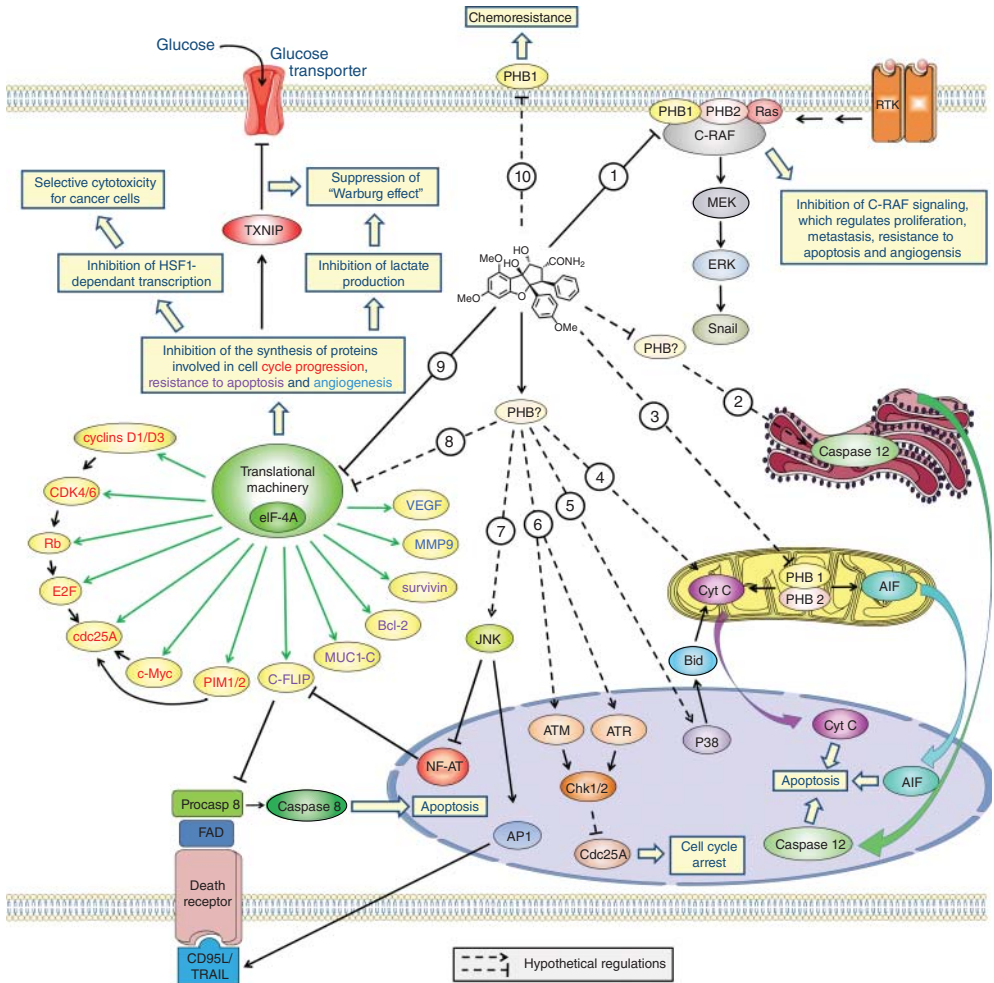 Chemoresistance
Glucose
Glucose
transporter
PHB1
RTK
PHB1
PHB2
Ras
C-RAF
10
1
Selective cytotoxicity
for cancer cells
Suppression of
“Warburg effect”
MEK
Inhibition of C-RAF signaling,
which regulates proliferation,
metastasis, resistance to
apoptosis and angiogensis
TXNIP
Inhibition of HSF1-
dependant transcription
Inhibition of lactate
production
HO
MeO
HO
CONH2
MeO
O
OMe
ERK
Snail
PHB?
Inhibition of the synthesis of proteins
involved in cell cycle progression,
resistance to apoptosis and angiogenesis
9
3
2
PHB?
8
Caspase 12
cyclins D1/D3
Translational
machinery
eIF-4A
CDK4/6
VEGF
4
5
6
7
Rb
MMP9
E2F
survivin
cdc25A
Bcl-2
c-Myc
MUC1-C
PIM1/2
C-FLIP
JNK
Cyt C
PHB 1
PHB 2
AIF
Bid
ATM
ATR
P38
Cyt C
NF-AT
Chk1/2
Apoptosis
AIF
Procasp 8
Caspase 8
Apoptosis
FAD
AP1
Cdc25A
Cell cycle
arrest
Caspase 12
Death
receptor
CD95L/
TRAIL
Hypothetical regulations